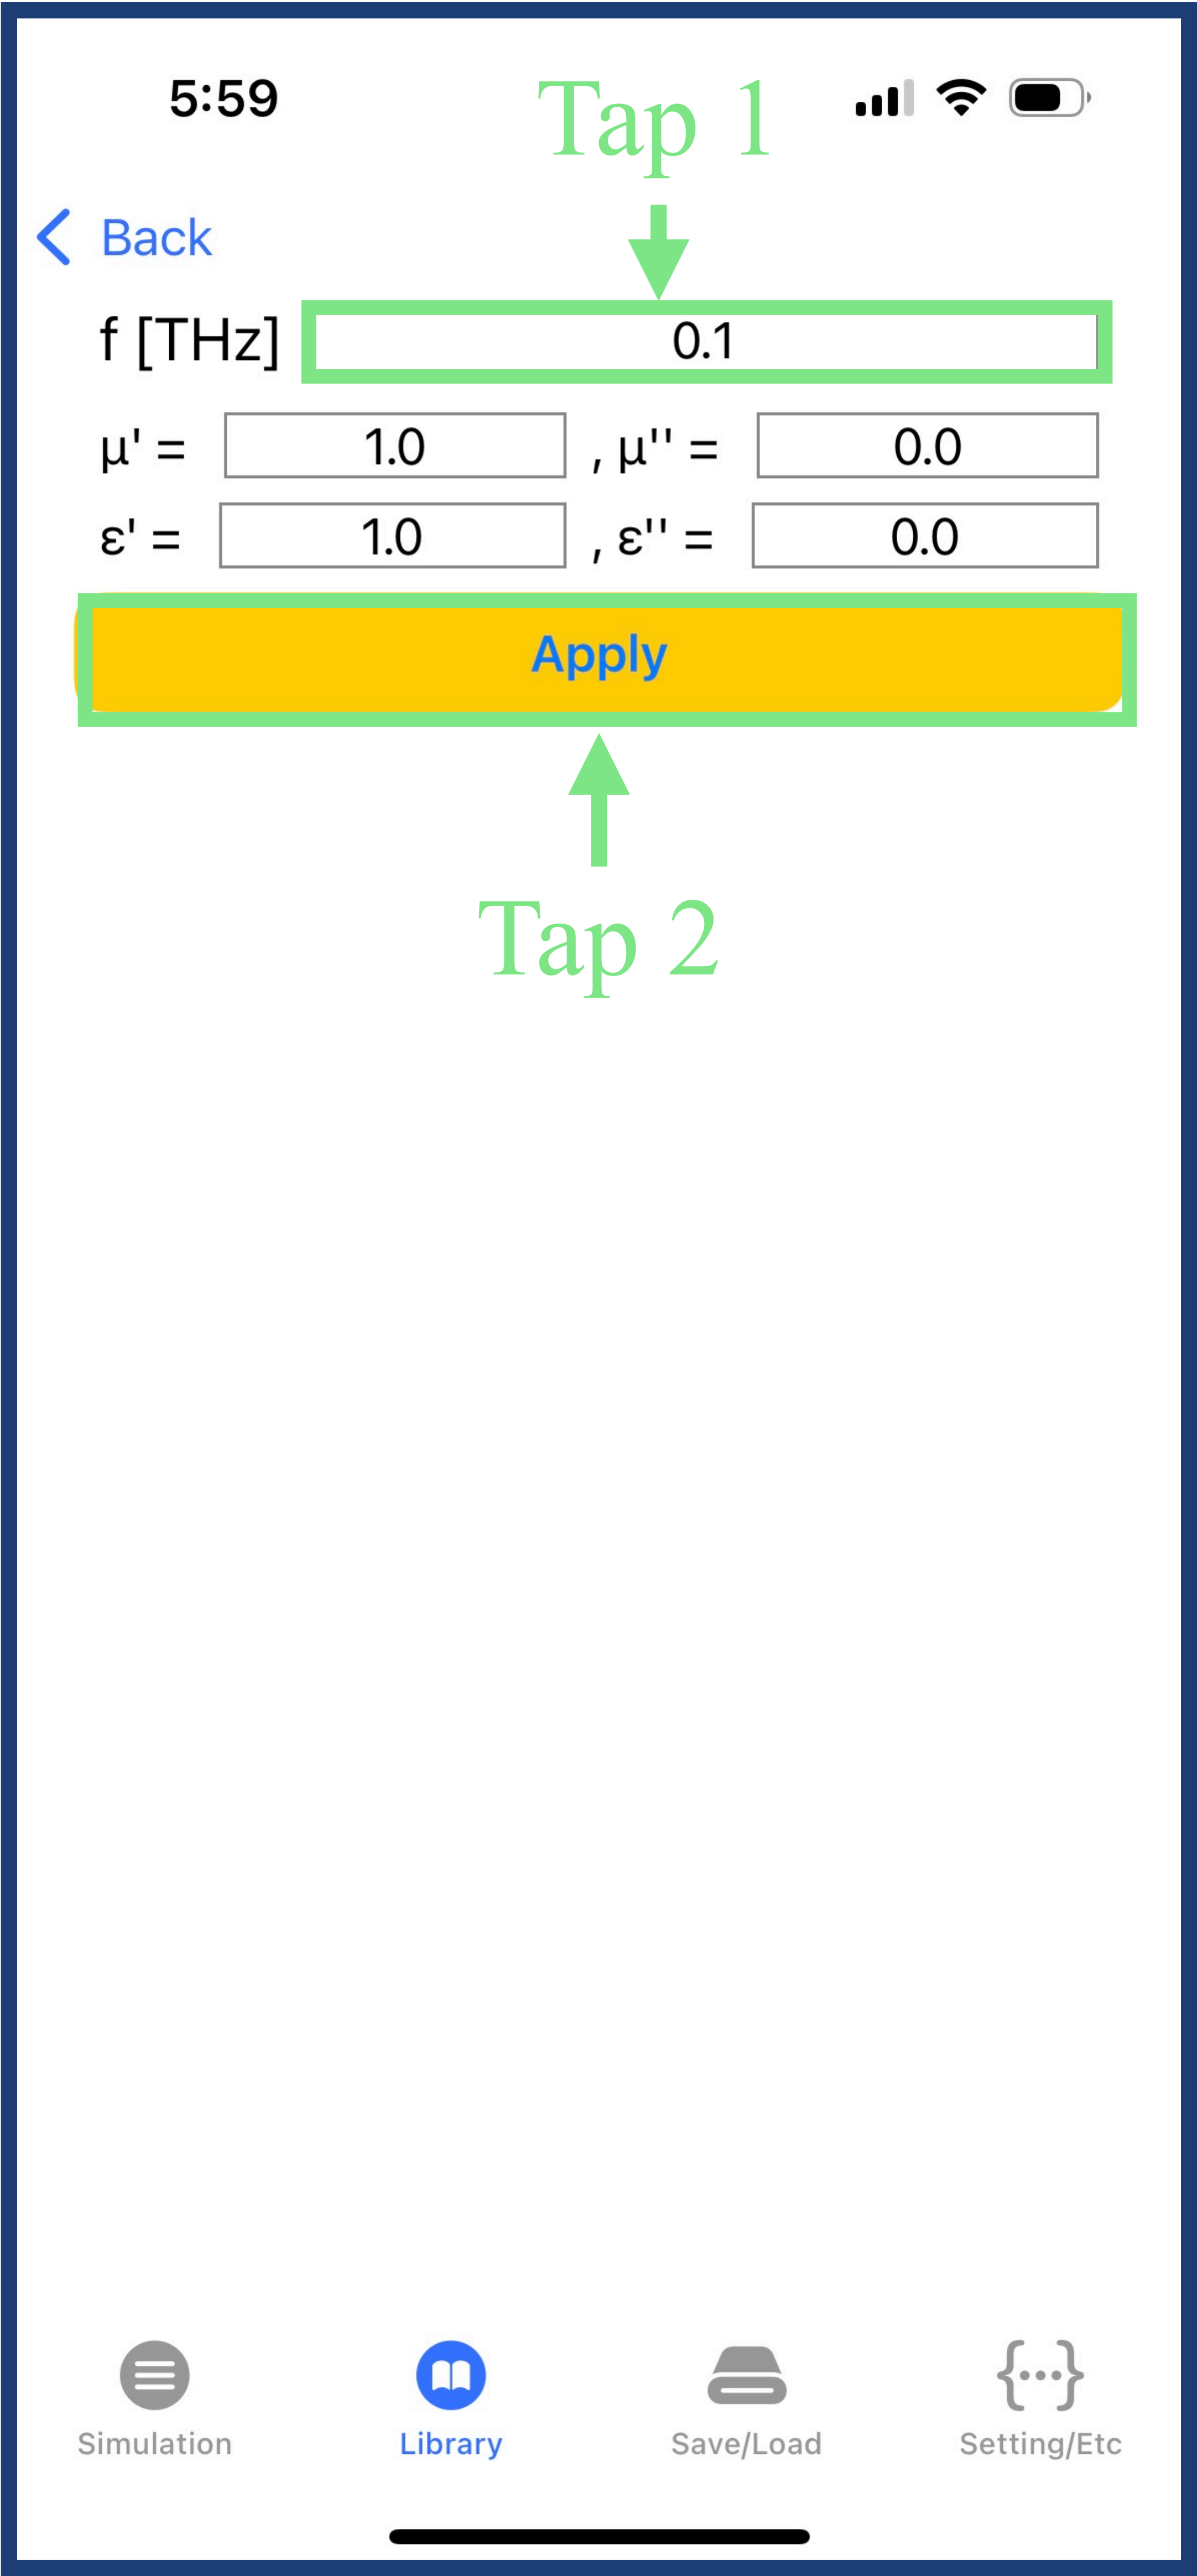 5:59
Tap 1
Back
f [THz] 0.1
μ' = 1.0 , μ'' = 0.0
ε' = 1.0 , ε'' = 0.0
Apply
Tap 2
Simulation Library Save/Load Setting/Etc